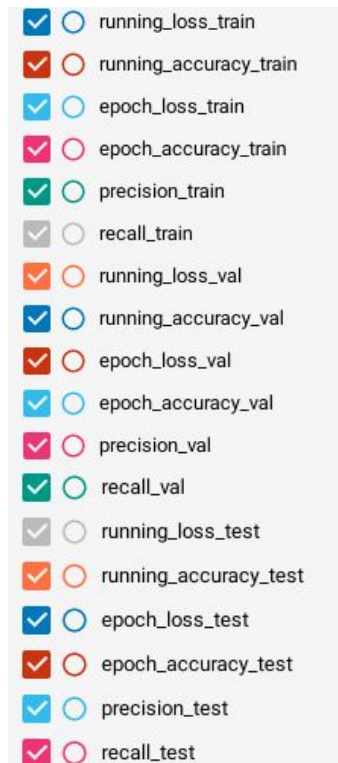 running_loss_train
running_accuracy_train
epoch_loss_train
epoch_accuracy_train
precision_train
recall_train
running_loss_val
running_accuracy_val
epoch_loss_val
epoch_accuracy_val
precision_val
recall_val
running_loss_test
running_accuracy_test
epoch_loss_test
epoch_accuracy_test
precision_test
recall_test